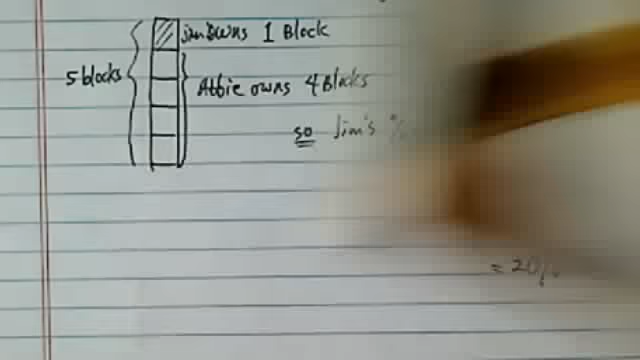 Jim owns 1 Block
5 blocks
Abbie owns 4 Blocks
so Jim's %
= 20%